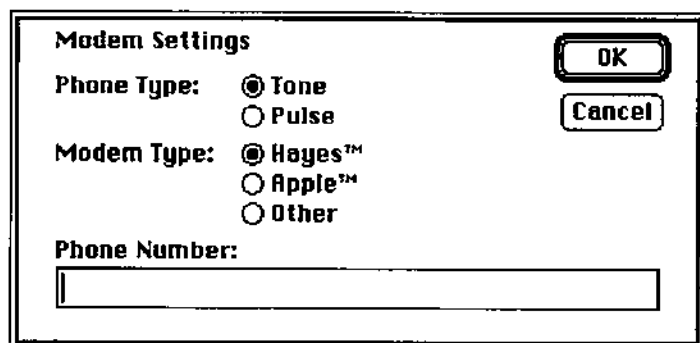 Modem Settings
OK
Phone Type: Tone
Pulse
Cancel
Modem Type: Hayes™
Apple™
Other
Phone Number: